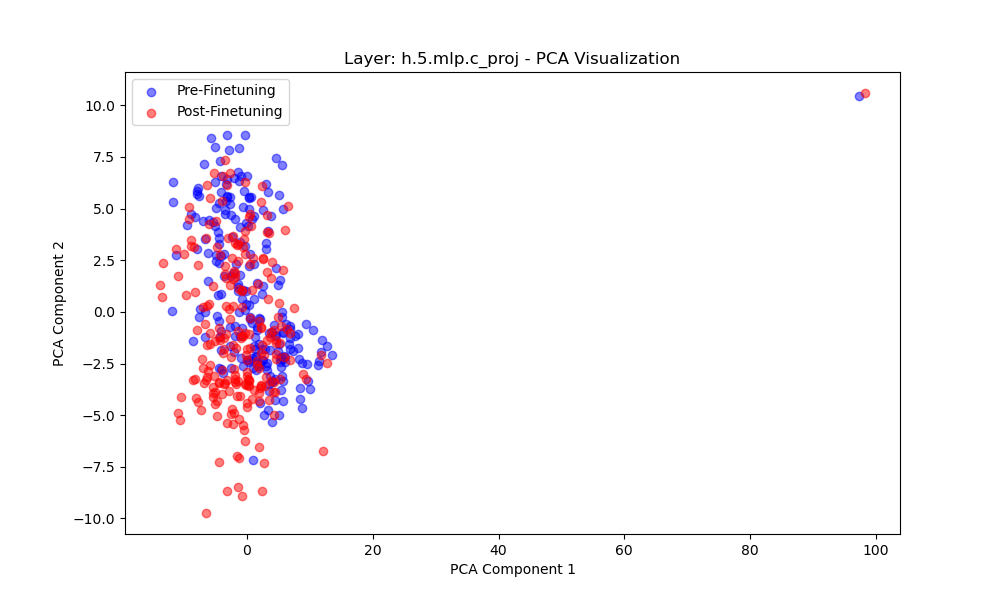 Layer: h.5.mlp.c_proj - PCA Visualization
Pre-Finetuning
Post-Finetuning
PCA Component 2
10.0
7.5
5.0
2.5
0.0
−2.5
−5.0
−7.5
−10.0
0 20 40 60 80 100
PCA Component 1